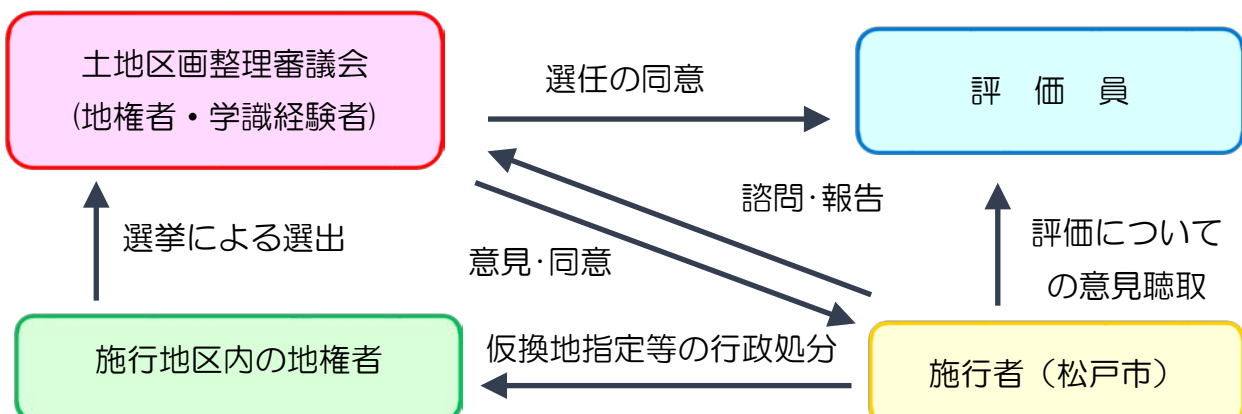 土地区画整理審議会
(地権者・学識経験者)
選任の同意
評　価　員
諮問･報告
選挙による選出
意見･同意
評価について
の意見聴取
施行地区内の地権者
仮換地指定等の行政処分
施行者（松戸市）